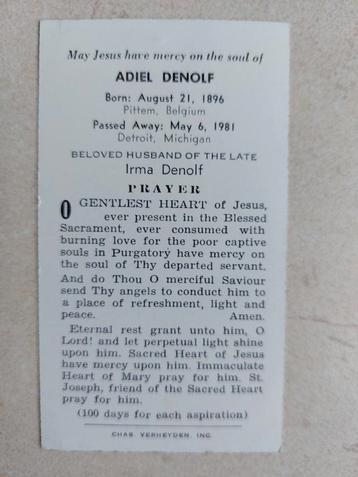 May Jesus have mercy on the soul of
ADIEL DENOLF
Born: August 21, 1896
Pittem, Belgium
Passed Away: May 6, 1981
Detroit, Michigan
BELOVED HUSBAND OF THE LATE
Irma Denolf
PRAYER
O GENTLEST HEART of Jesus,
ever present in the Blessed
Sacrament, ever consumed with
burning love for the poor captive
souls in Purgatory have mercy on
the soul of Thy departed servant.
And do Thou O merciful Saviour
send Thy angels to conduct him to
a place of refreshment, light and
peace. Amen.
Eternal rest grant unto him, O
Lord! and let perpetual light shine
upon him. Sacred Heart of Jesus
have mercy upon him. Immaculate
Heart of Mary pray for him. St.
Joseph, friend of the Sacred Heart
pray for him.
(100 days for each aspiration)
CHAS. VERHEYDEN, INC.